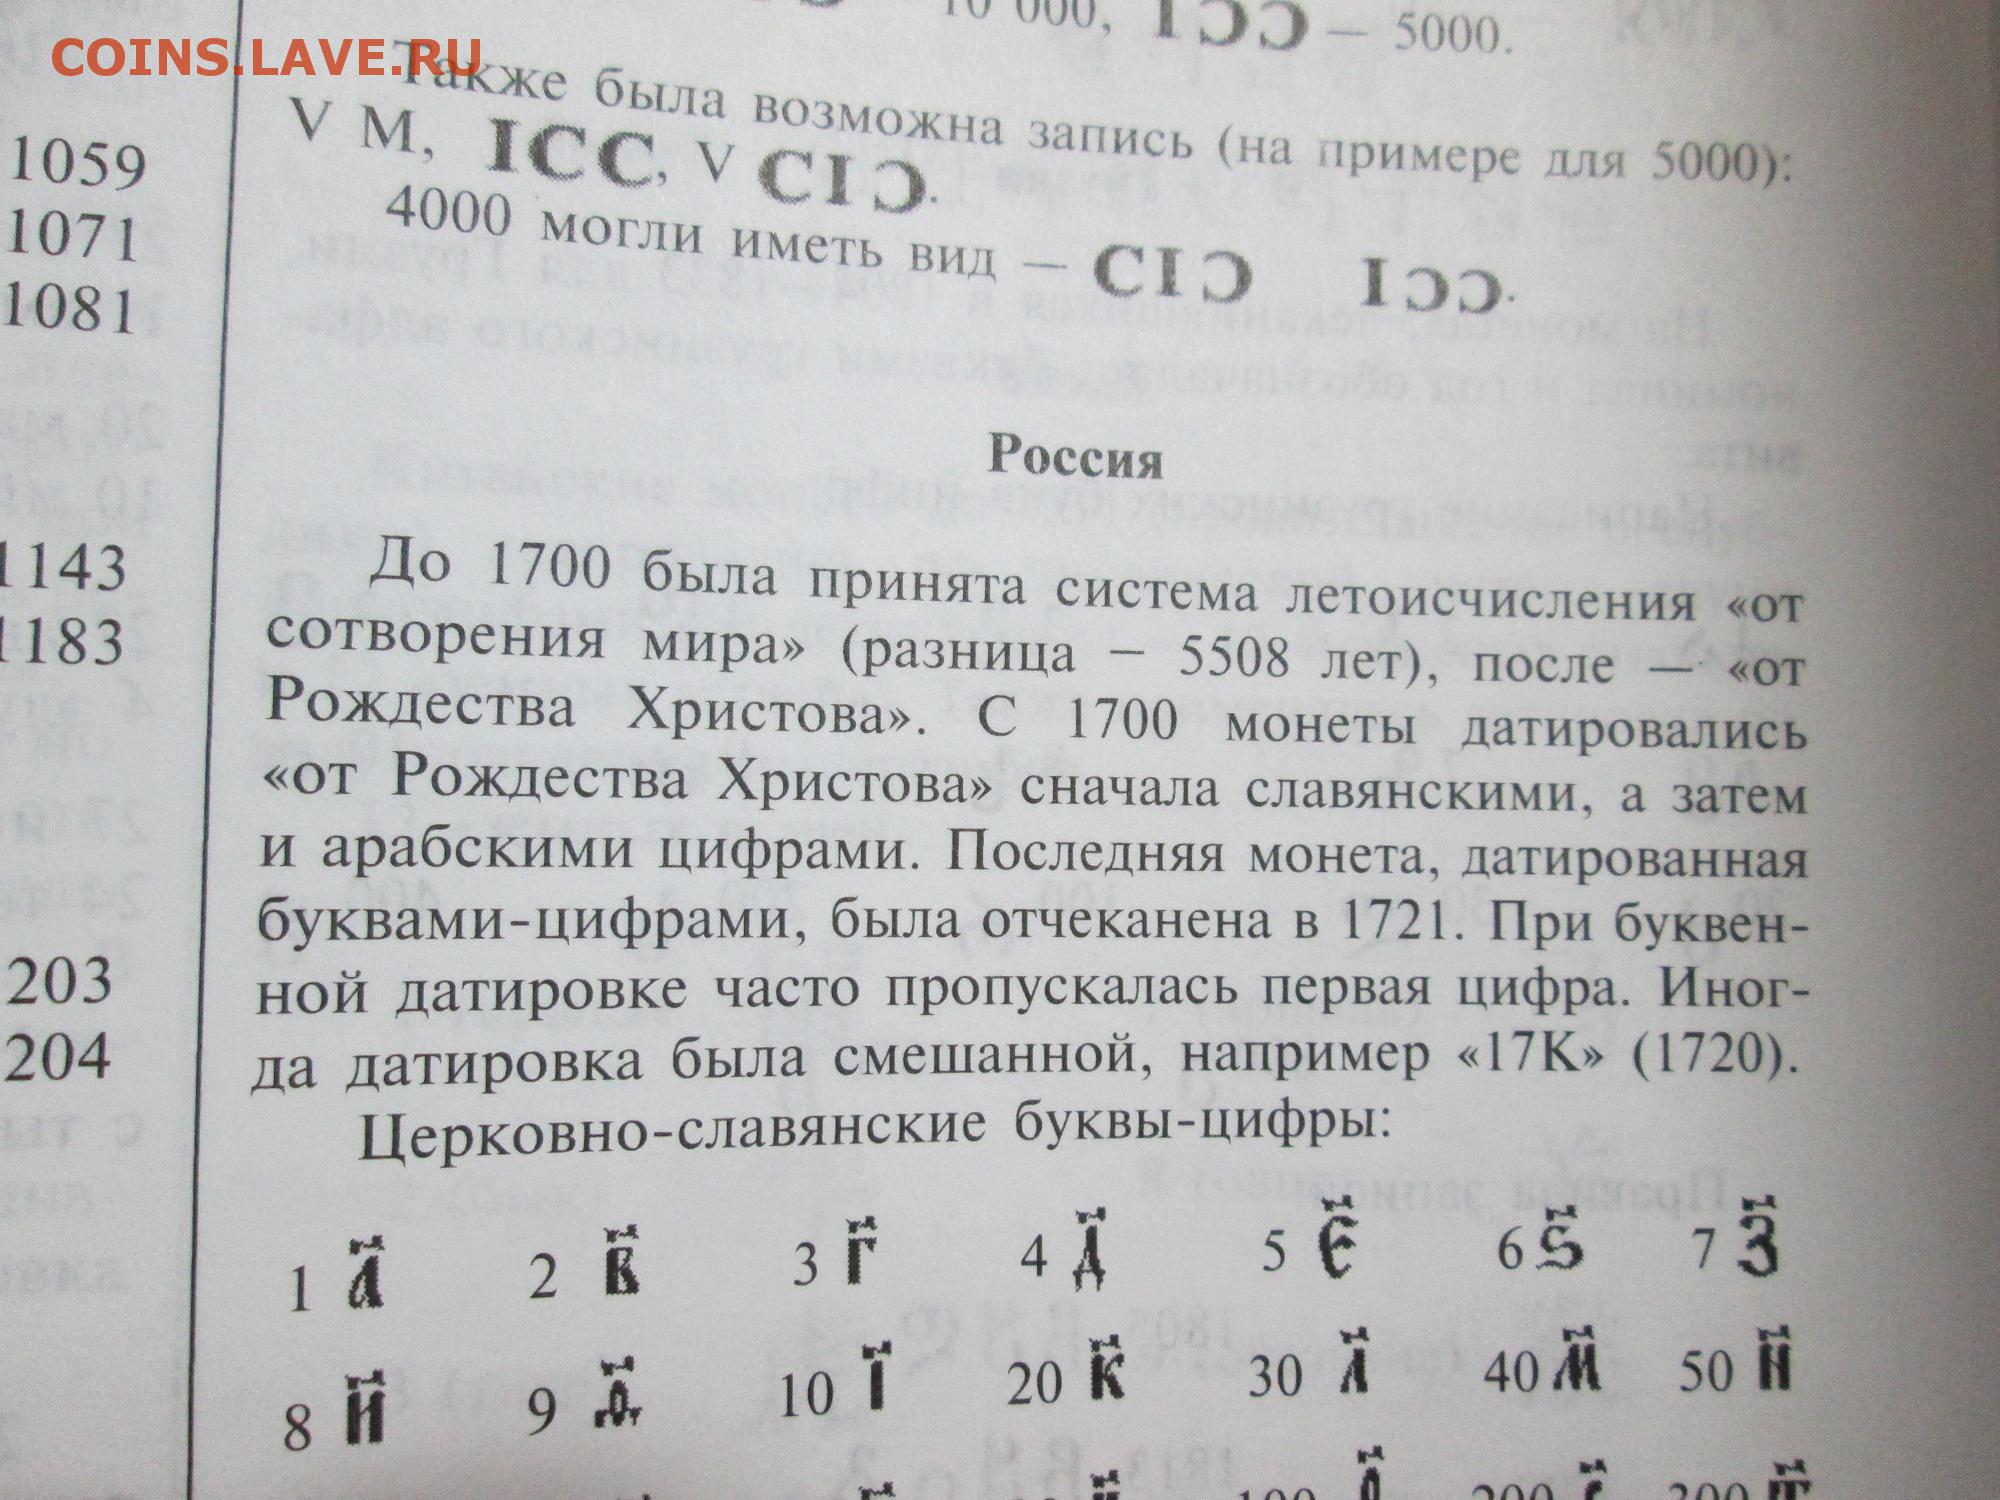 COINS.LAVE.RU
10 000, IƆƆ – 5000.
Также была возможна запись (на примере для 5000):
V M, ICC, V CIƆ.
4000 могли иметь вид – CIƆ IƆƆ.
1059
1071
1081
1143
1183
203
204
Россия
До 1700 была принята система летоисчисления «от
сотворения мира» (разница – 5508 лет), после — «от
Рождества Христова». С 1700 монеты датировались
«от Рождества Христова» сначала славянскими, а затем
и арабскими цифрами. Последняя монета, датированная
буквами-цифрами, была отчеканена в 1721. При буквен-
ной датировке часто пропускалась первая цифра. Иног-
да датировка была смешанной, например «17К» (1720).
Церковно-славянские буквы-цифры:
1 А҃ 2 В҃ 3 Г҃ 4 Д҃ 5 Є҃ 6 Ѕ҃ 7 З҃
8 И҃ 9 Ѳ҃ 10 І҃ 20 К҃ 30 Л҃ 40 М҃ 50 Н҃
100 200 300